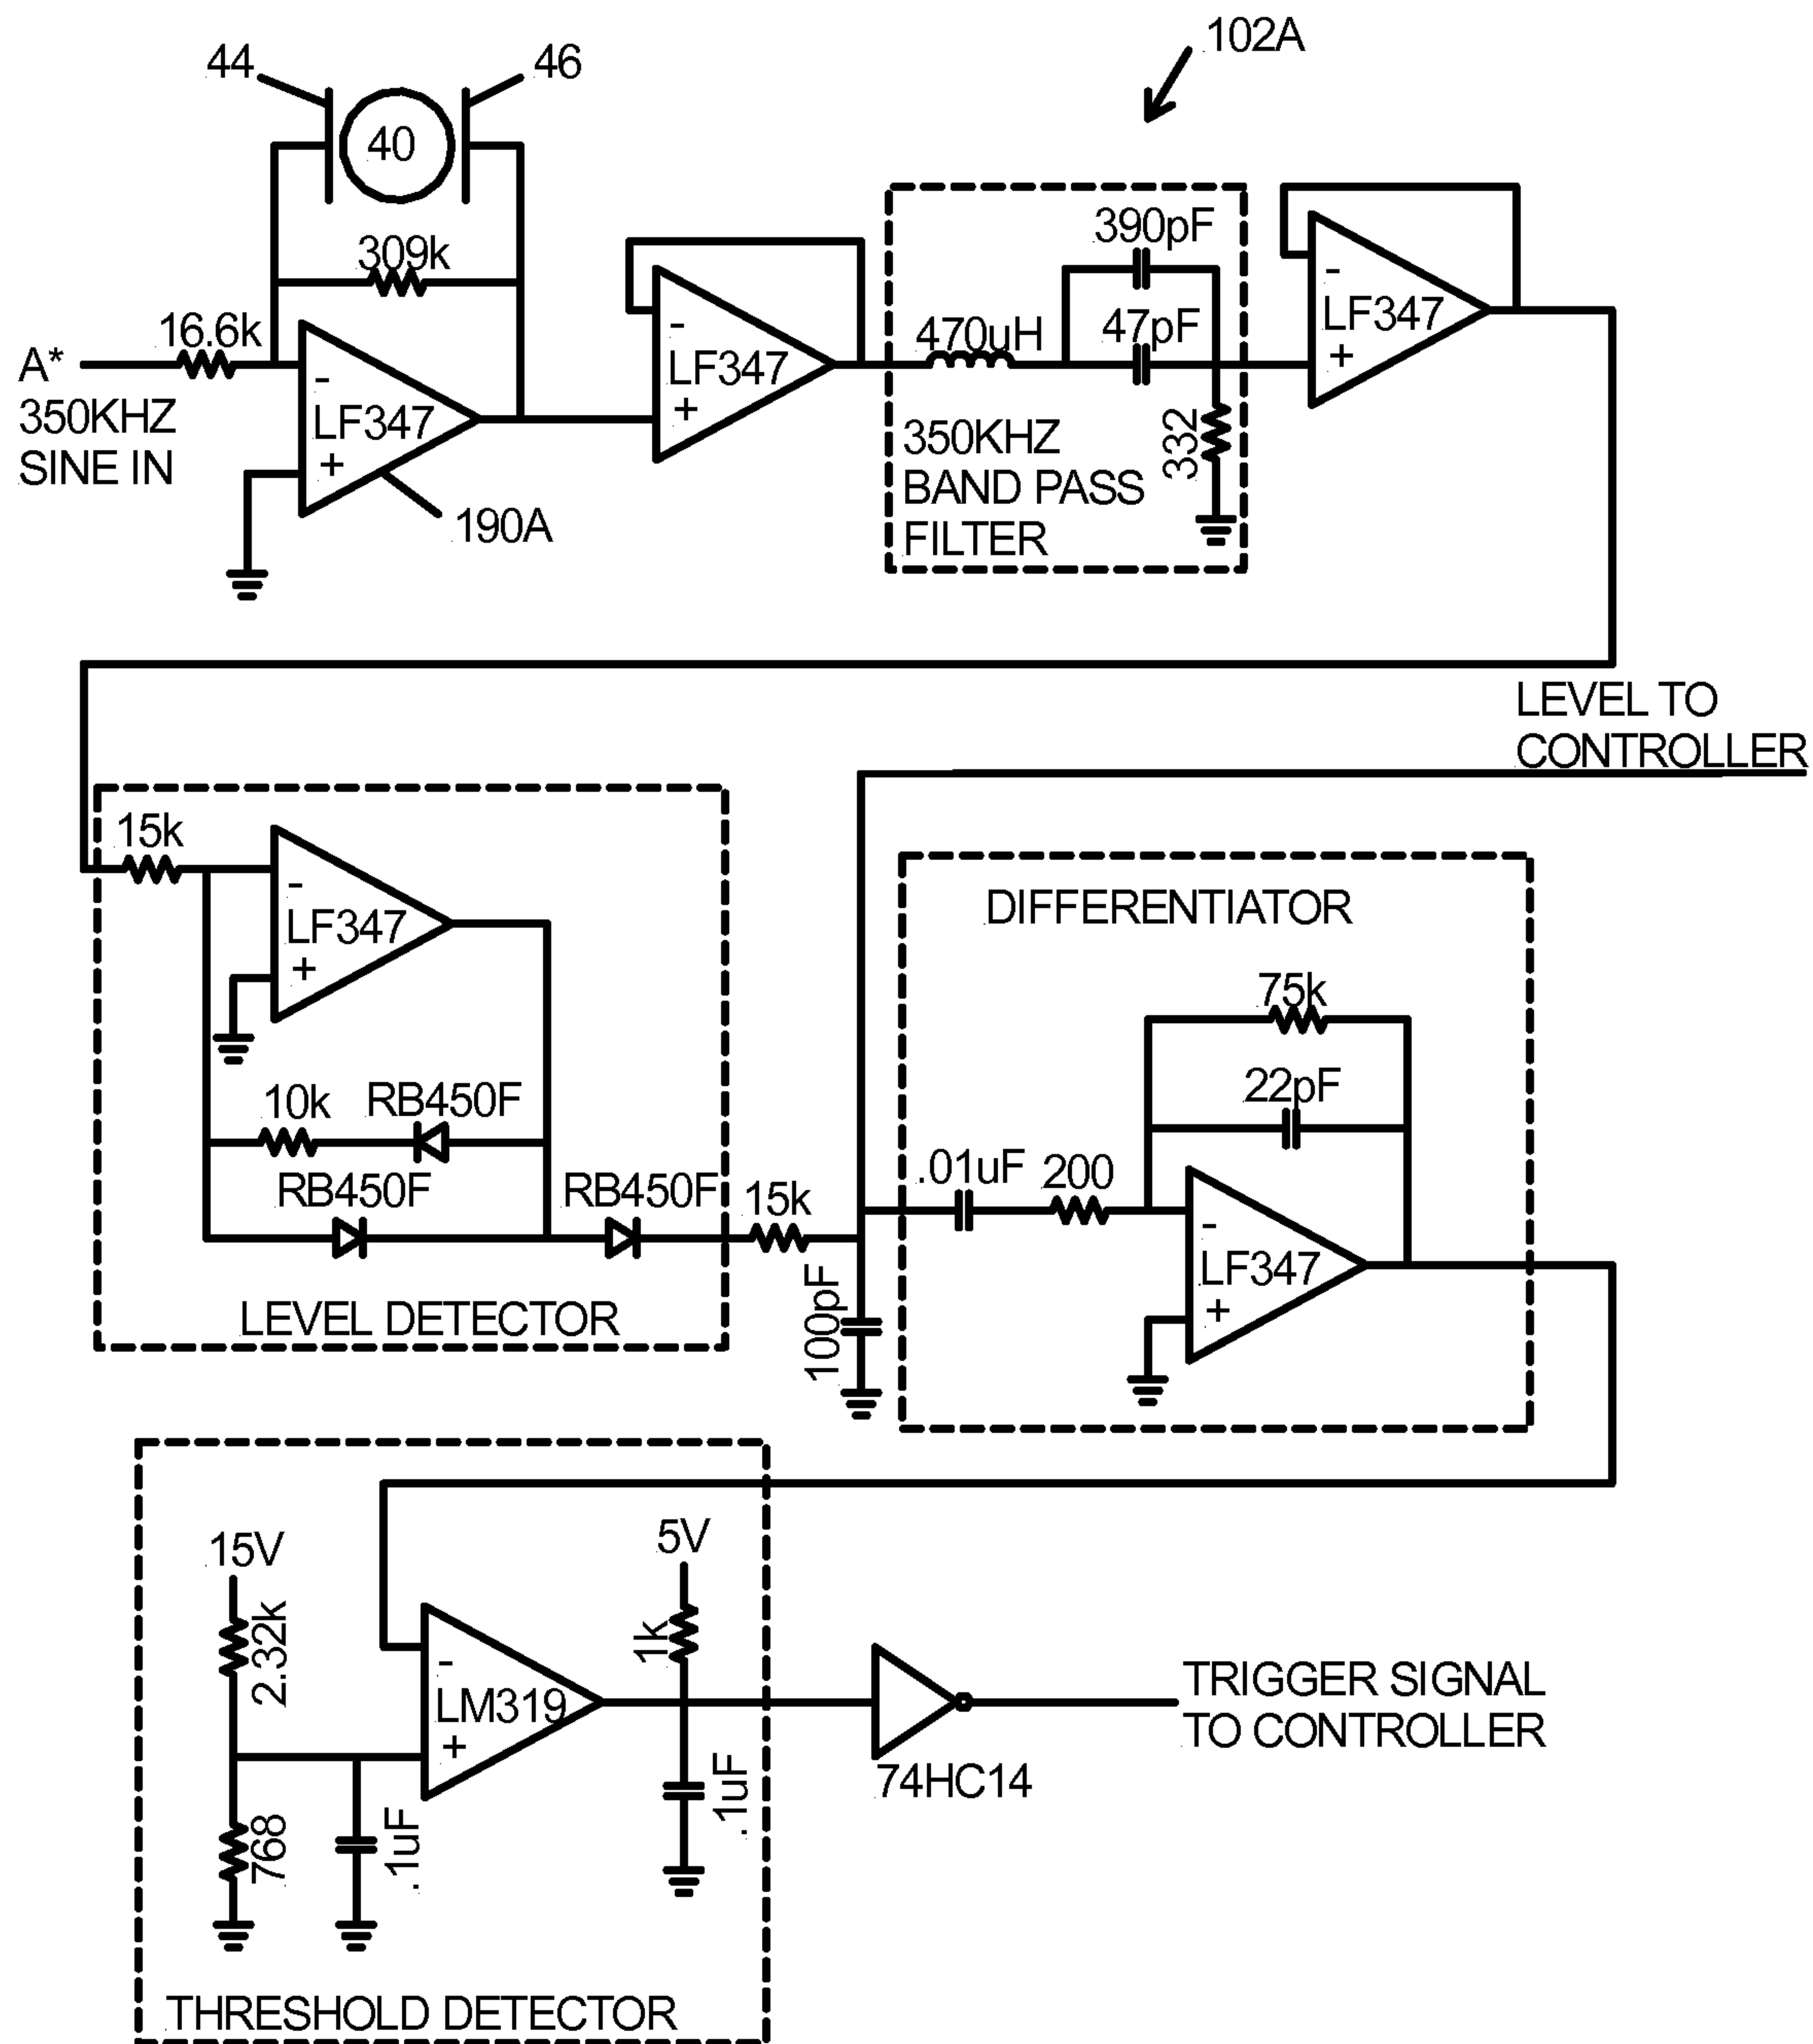 102A
44
46
40
309k
390pF
16.6k
470uH
47pF
A*
350KHZ
SINE IN
-
LF347
+
190A
-
LF347
+
350KHZ
BAND PASS
FILTER
332
-
LF347
+
LEVEL TO
CONTROLLER
15k
-
LF347
+
10k
RB450F
RB450F
RB450F
LEVEL DETECTOR
15k
100pF
DIFFERENTIATOR
75k
22pF
.01uF
200
-
LF347
+
15V
2.32k
768
.1uF
-
LM319
+
5V
1k
.1uF
THRESHOLD DETECTOR
74HC14
TRIGGER SIGNAL
TO CONTROLLER